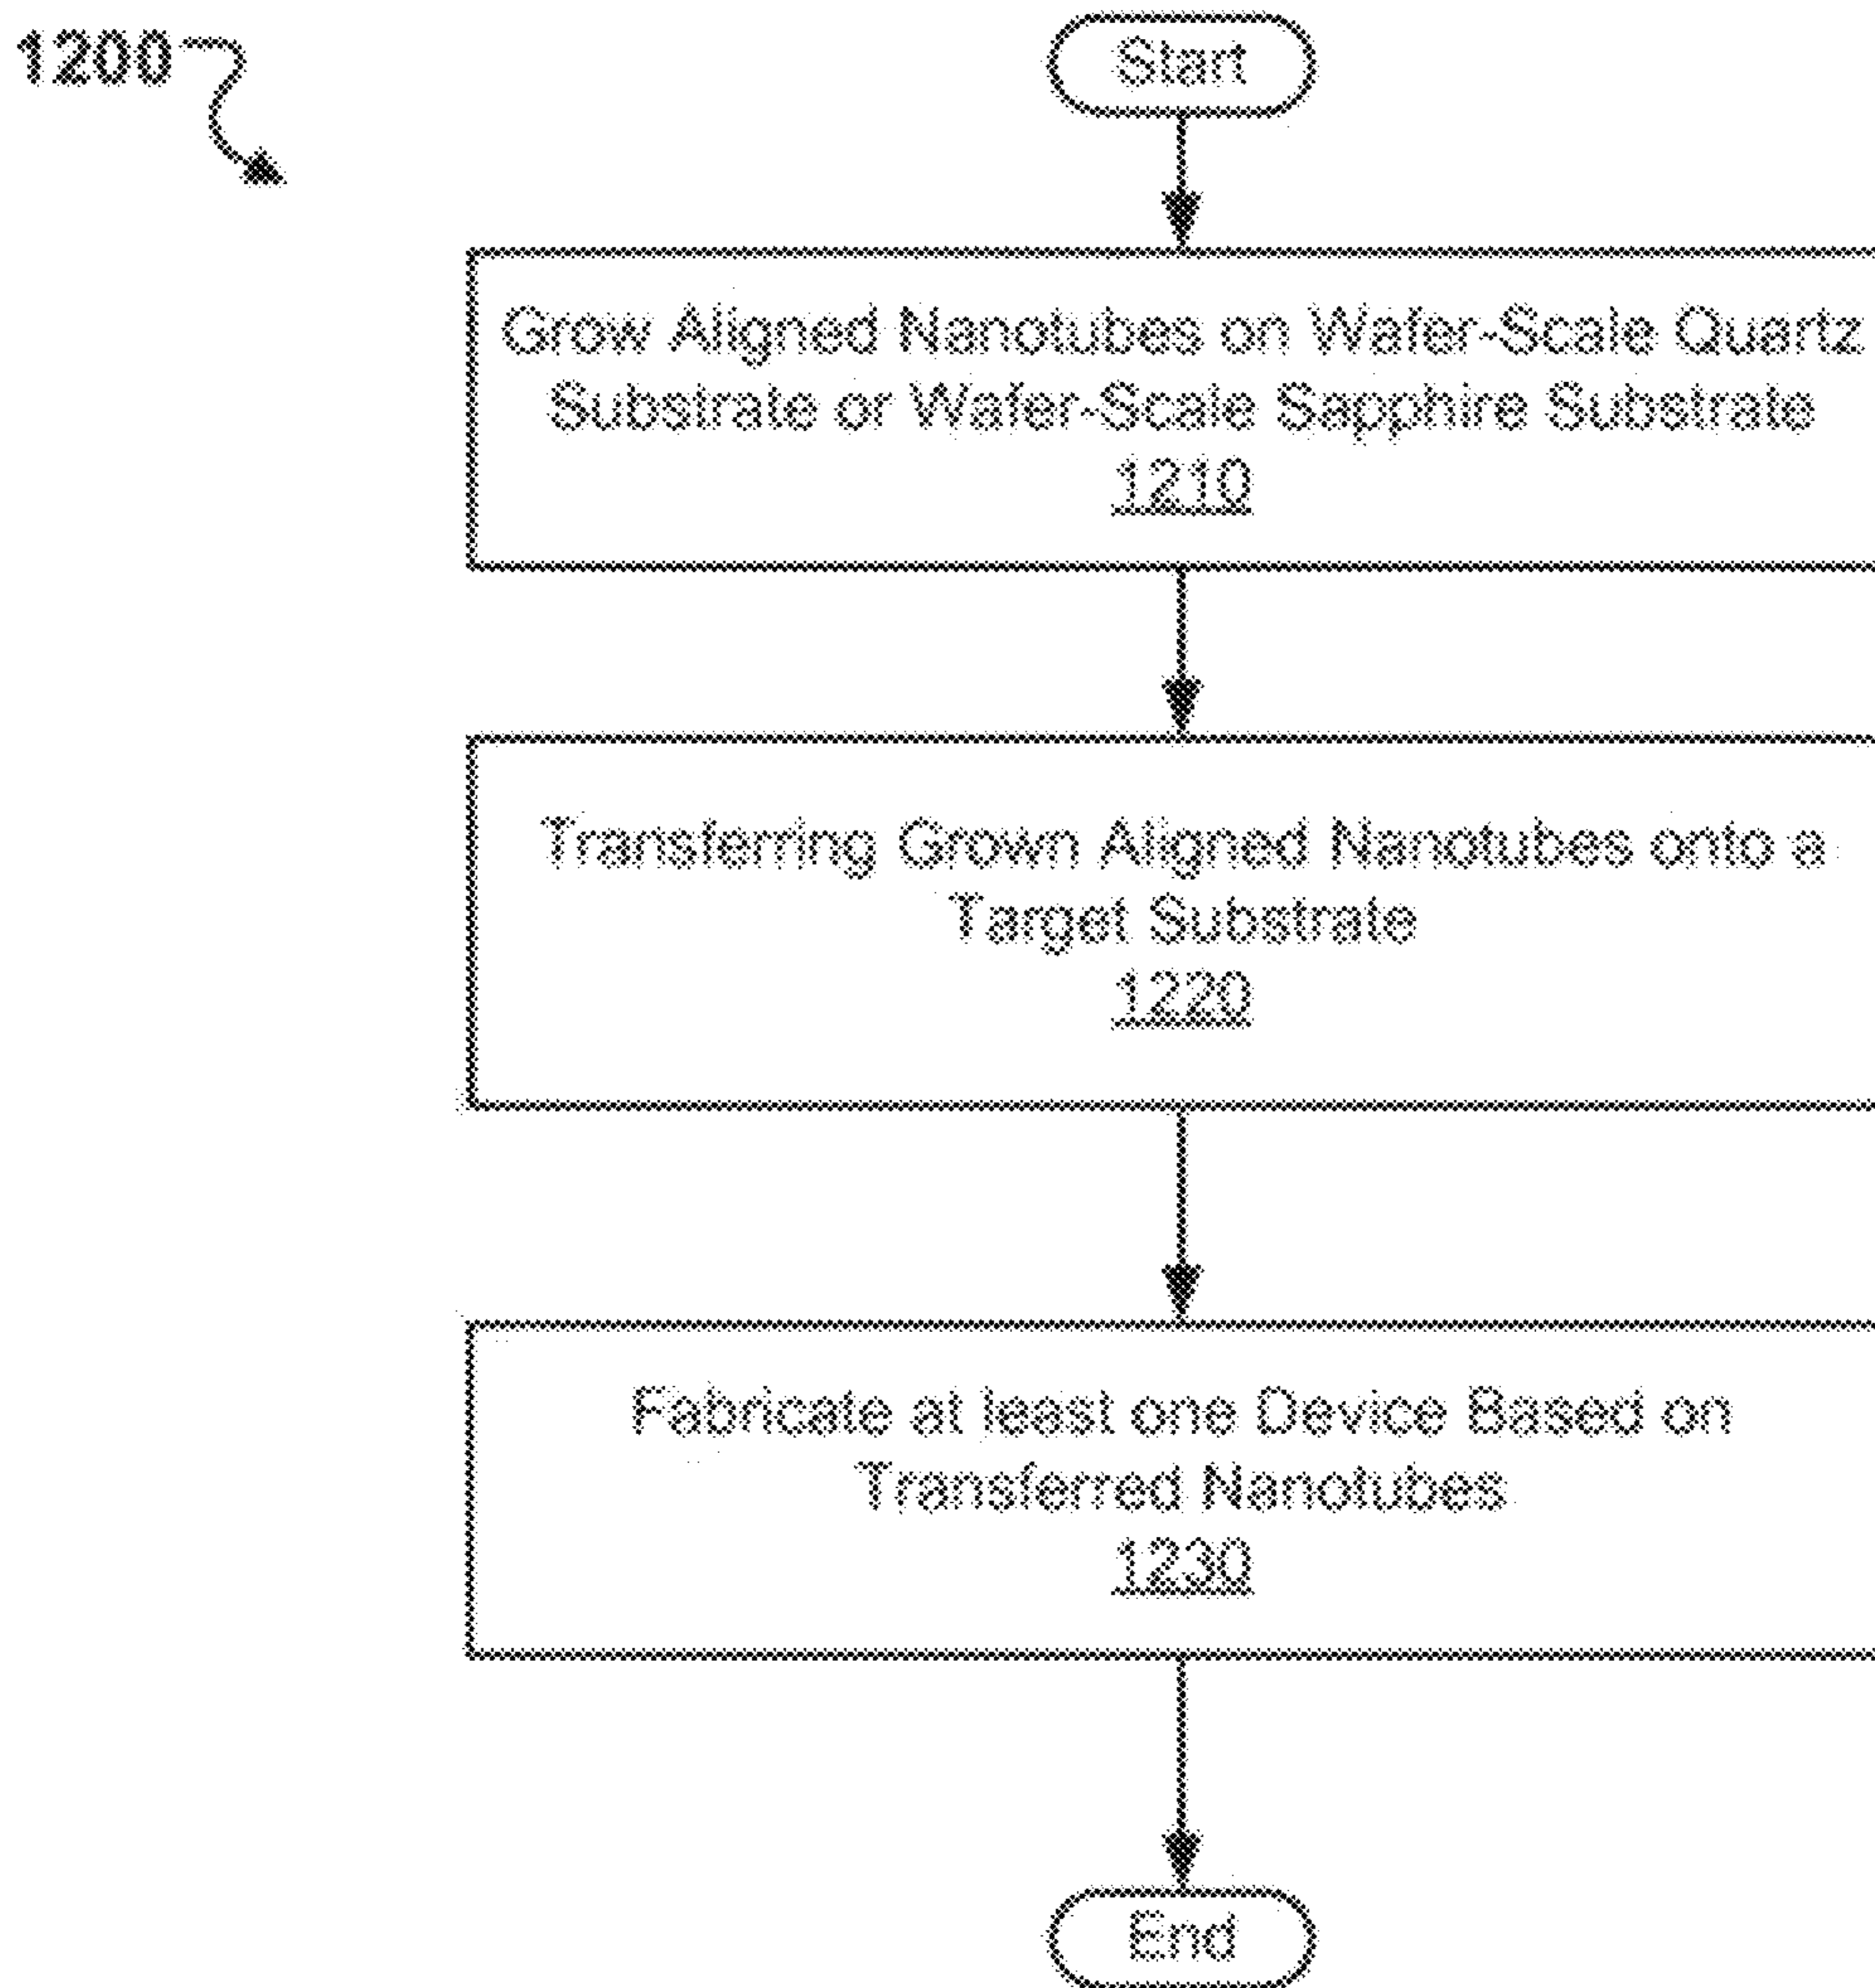 1200
Start
Grow Aligned Nanotubes on Wafer-Scale Quartz
Substrate or Wafer-Scale Sapphire Substrate
1210
Transferring Grown Aligned Nanotubes onto a
Target Substrate
1220
Fabricate at least one Device Based on
Transferred Nanotubes
1230
End